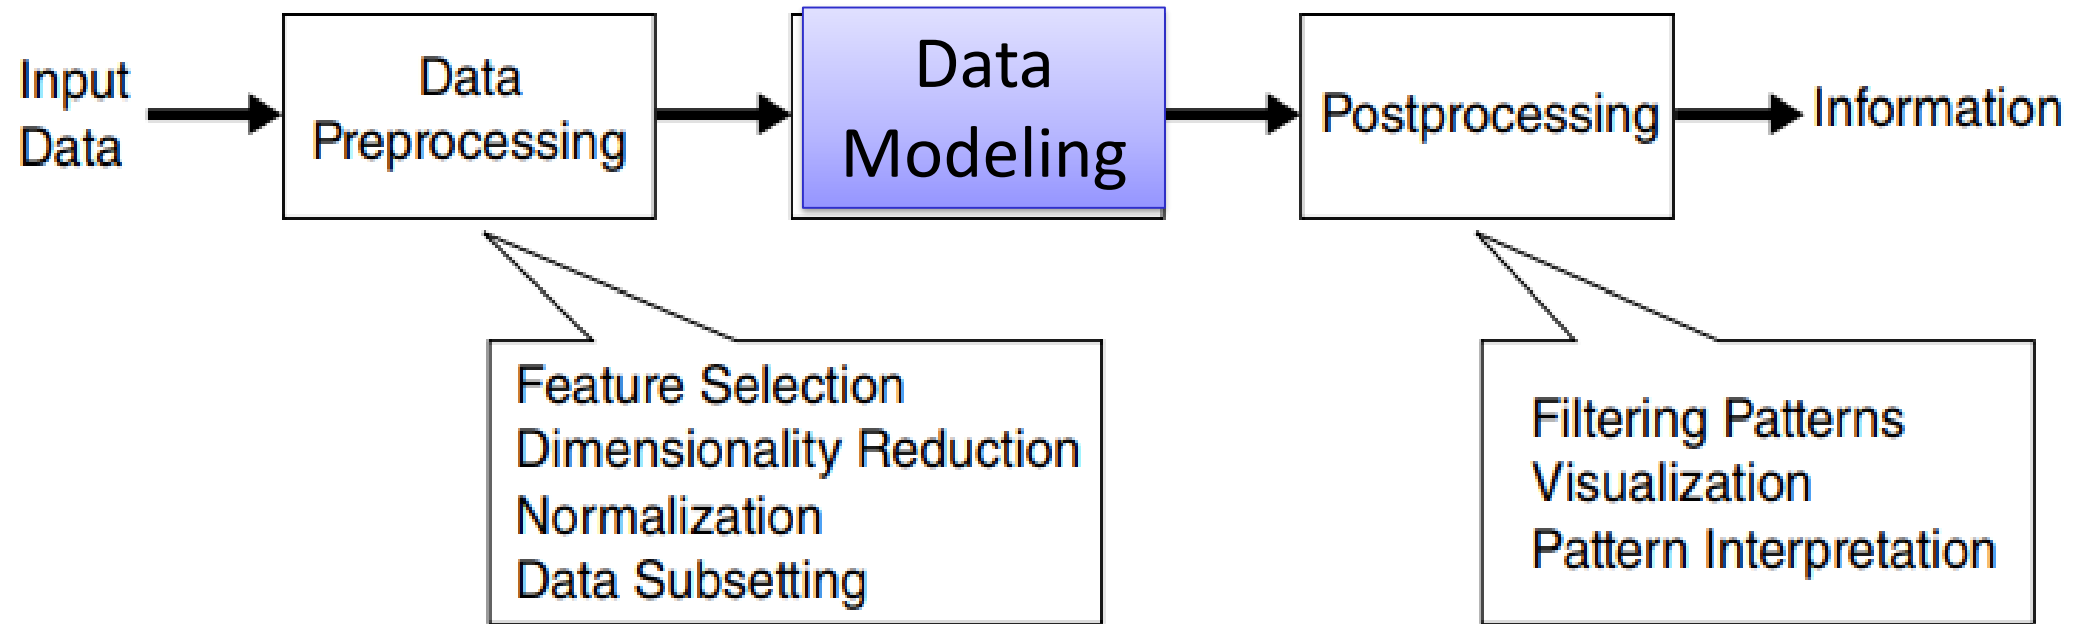 Input
Data
Data
Preprocessing
Data
Modeling
Postprocessing
Information
Feature Selection
Dimensionality Reduction
Normalization
Data Subsetting
Filtering Patterns
Visualization
Pattern Interpretation